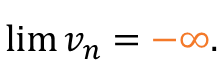 lim vₙ = −∞.